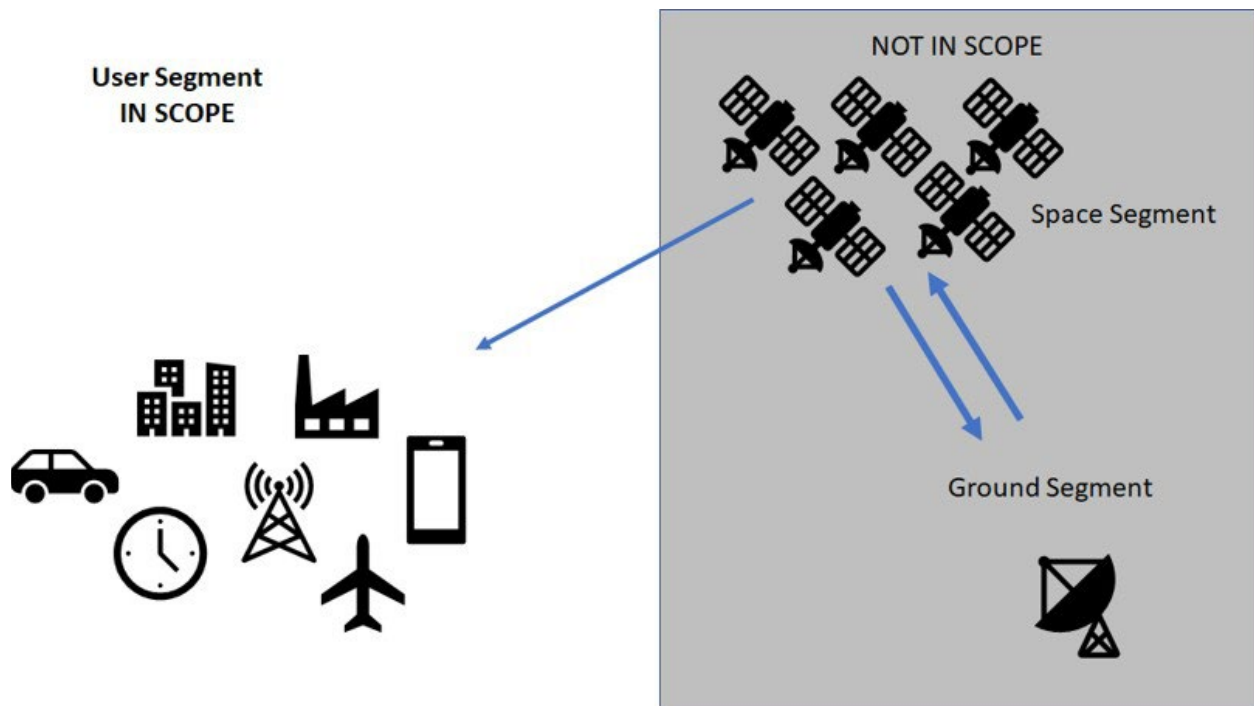 User Segment
IN SCOPE
NOT IN SCOPE
Space Segment
Ground Segment